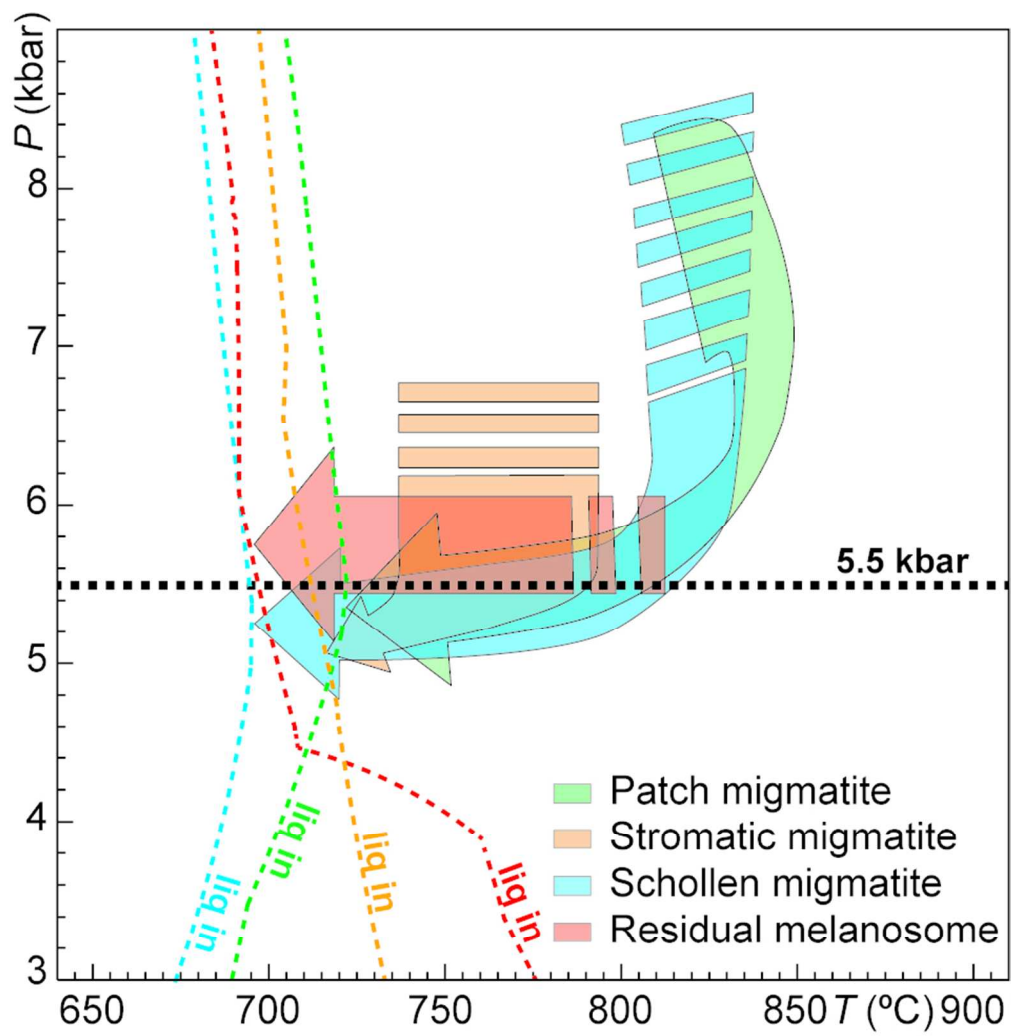 P (kbar)
8
7
6
5.5 kbar
5
4
3
liq in
liq in
liq in
liq in
Patch migmatite
Stromatic migmatite
Schollen migmatite
Residual melanosome
650 700 750 800 850 T (ºC) 900